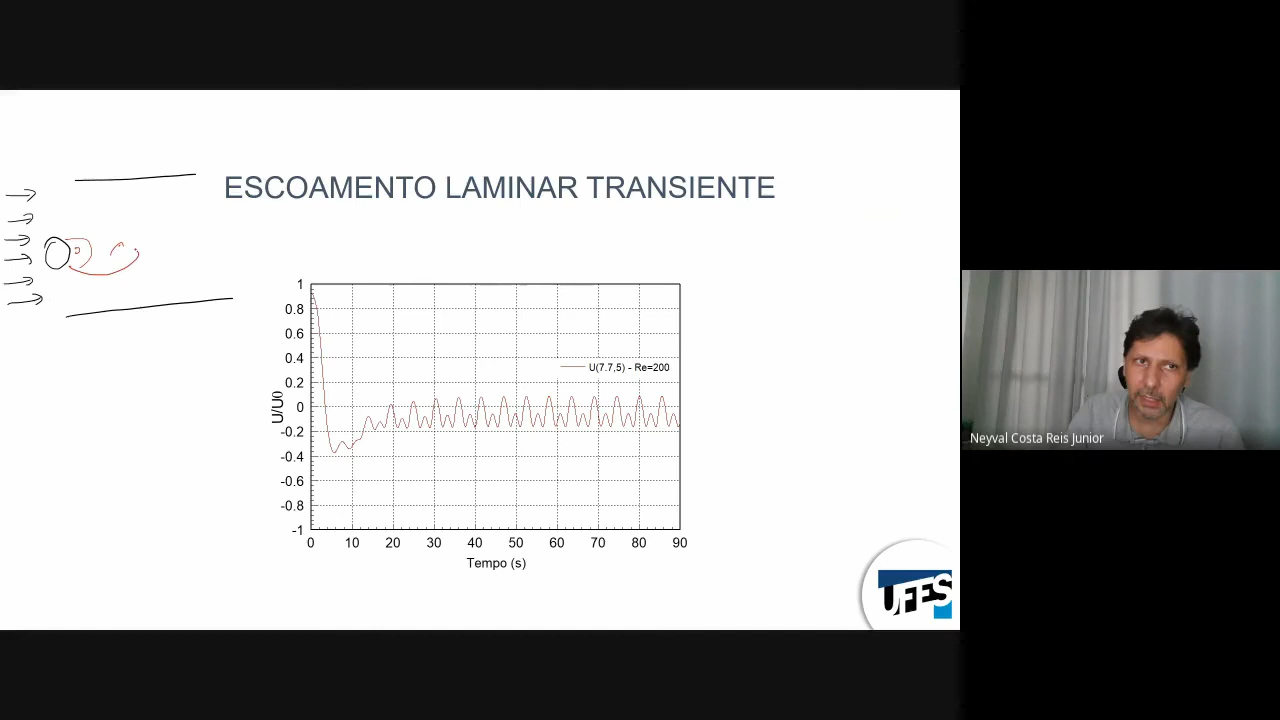 ESCOAMENTO LAMINAR TRANSIENTE
1
0.8
0.6
0.4
0.2
0
-0.2
-0.4
-0.6
-0.8
-1
U/U0
U(7.7,5) - Re=200
0 10 20 30 40 50 60 70 80 90
Tempo (s)
UFES
Neyval Costa Reis Junior